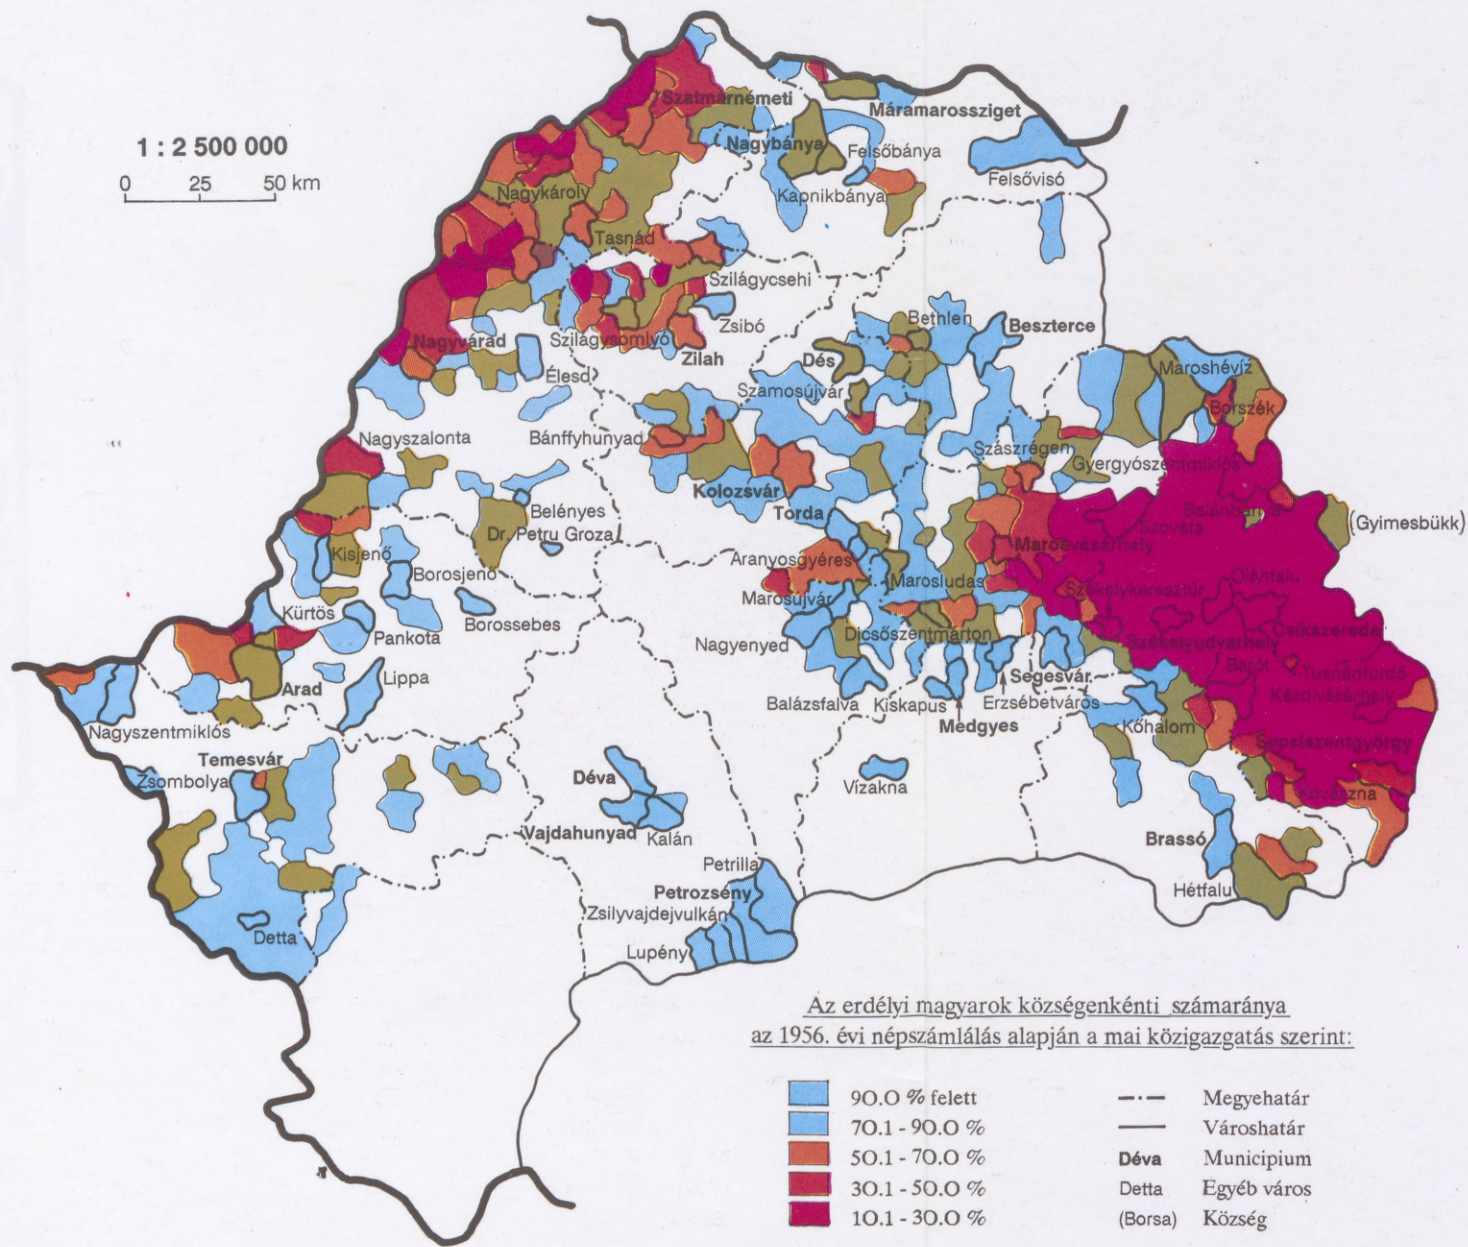 1 : 2 500 000
0 25 50 km
Szatmárnémeti
Máramarossziget
Nagybánya
Felsőbánya
Felsővisó
Kapnikbánya
Nagykároly
Tasnád
Szilágycsehi
Zsibó
Bethlen
Beszterce
Nagyvárad
Szilágysomlyó
Zilah
Dés
Maroshévíz
Élesd
Szamosújvár
Borszék
Nagyszalonta
Bánffyhunyad
Szászrégen
Gyergyószentmiklós
Kolozsvár
Belényes
Torda
Balánbánya
Szováta
(Gyimesbükk)
Dr. Petru Groza
Kisjenő
Aranyosgyéres
Marosvásárhely
Borosjenő
Marosludas
Székelykeresztúr
Oláhfalu
Kürtös
Borossebes
Marosújvár
Pankota
Nagyenyed
Dicsőszentmárton
Székelyudvarhely
Csíkszereda
Barót
Tusnádfürdő
Arad
Lippa
Segesvár
Kézdivásárhely
Balázsfalva
Kiskapus
Erzsébetváros
Nagyszentmiklós
Medgyes
Kőhalom
Sepsiszentgyörgy
Temesvár
Zsombolya
Déva
Vízakna
Kovászna
Vajdahunyad
Kalán
Brassó
Petrilla
Petrozsény
Hétfalu
Zsilyvajdejvulkán
Detta
Lupény
Az erdélyi magyarok községenkénti számaránya
az 1956. évi népszámlálás alapján a mai közigazgatás szerint:
90.0 % felett
70.1 - 90.0 %
50.1 - 70.0 %
30.1 - 50.0 %
10.1 - 30.0 %
Megyehatár
Városhatár
Déva Municipium
Detta Egyéb város
(Borsa) Község